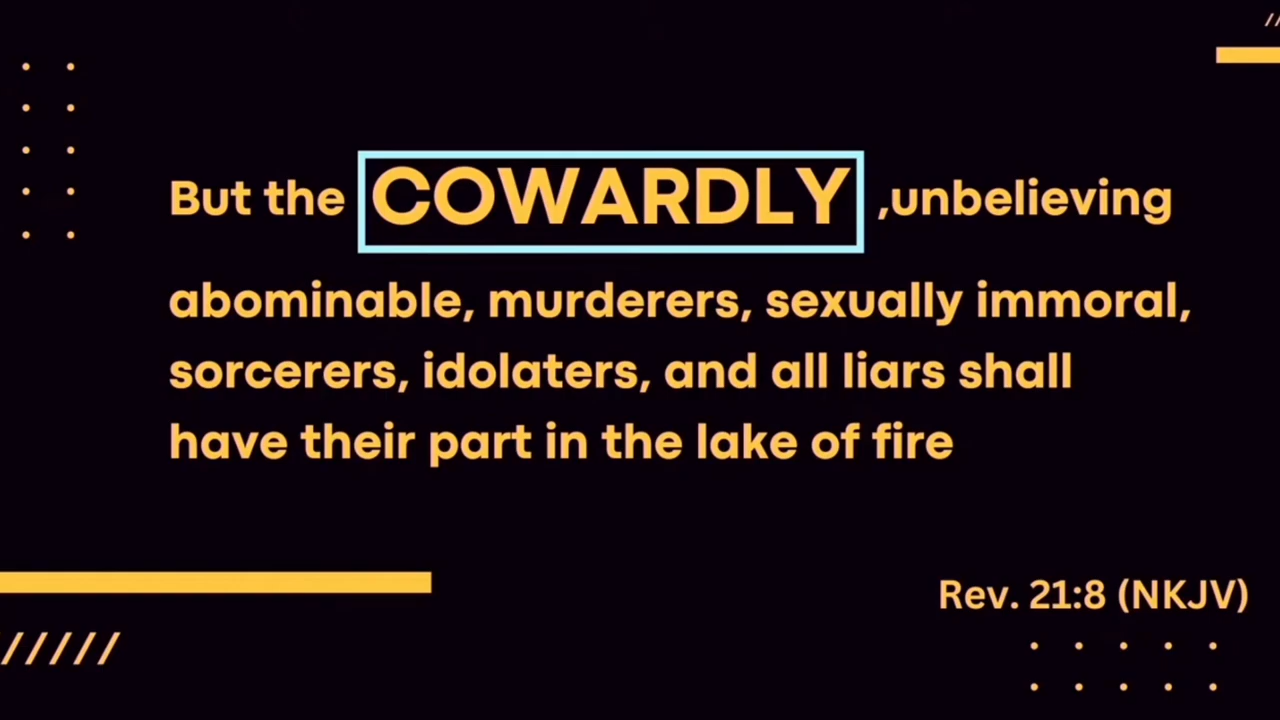 But the COWARDLY ,unbelieving
abominable, murderers, sexually immoral,
sorcerers, idolaters, and all liars shall
have their part in the lake of fire
Rev. 21:8 (NKJV)